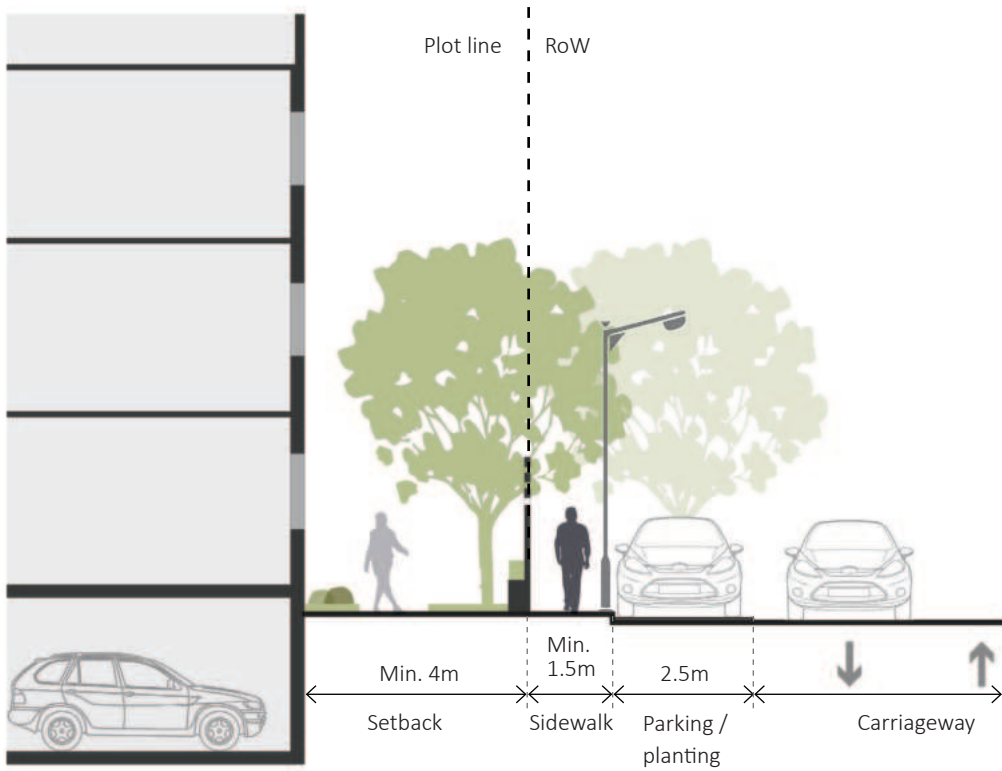 Plot line
RoW
Min. 4m
Min.
1.5m
2.5m
Setback
Sidewalk
Parking /
planting
Carriageway